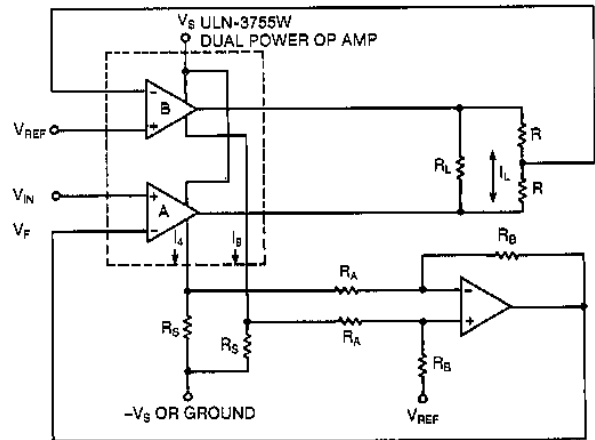 VS ULN-3755W
DUAL POWER OP AMP
B
−
+
VREF
VIN
+
A
−
VF
I4
I9
RL
IL
R
R
RB
RA
−
+
RA
RS
RS
RB
−VS OR GROUND
VREF